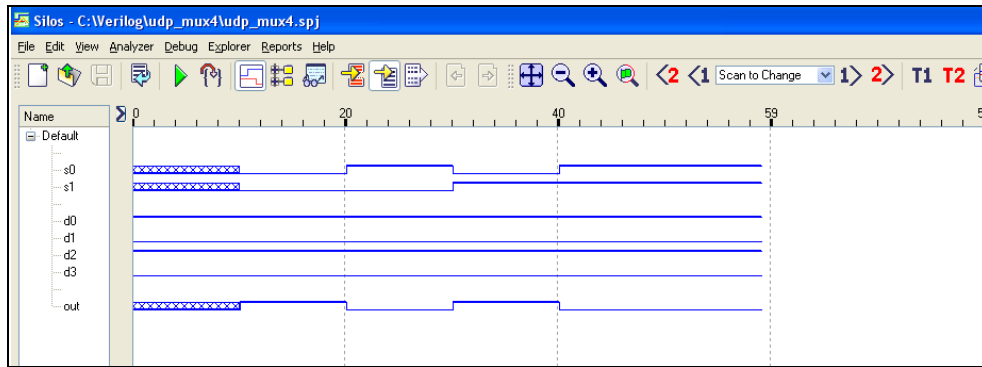 Silos - C:\Verilog\udp_mux4\udp_mux4.spj
File Edit View Analyzer Debug Explorer Reports Help
2 1 Scan to Change 1 2 T1 T2
Name 0 20 40 59 5
Default
s0
s1
d0
d1
d2
d3
out